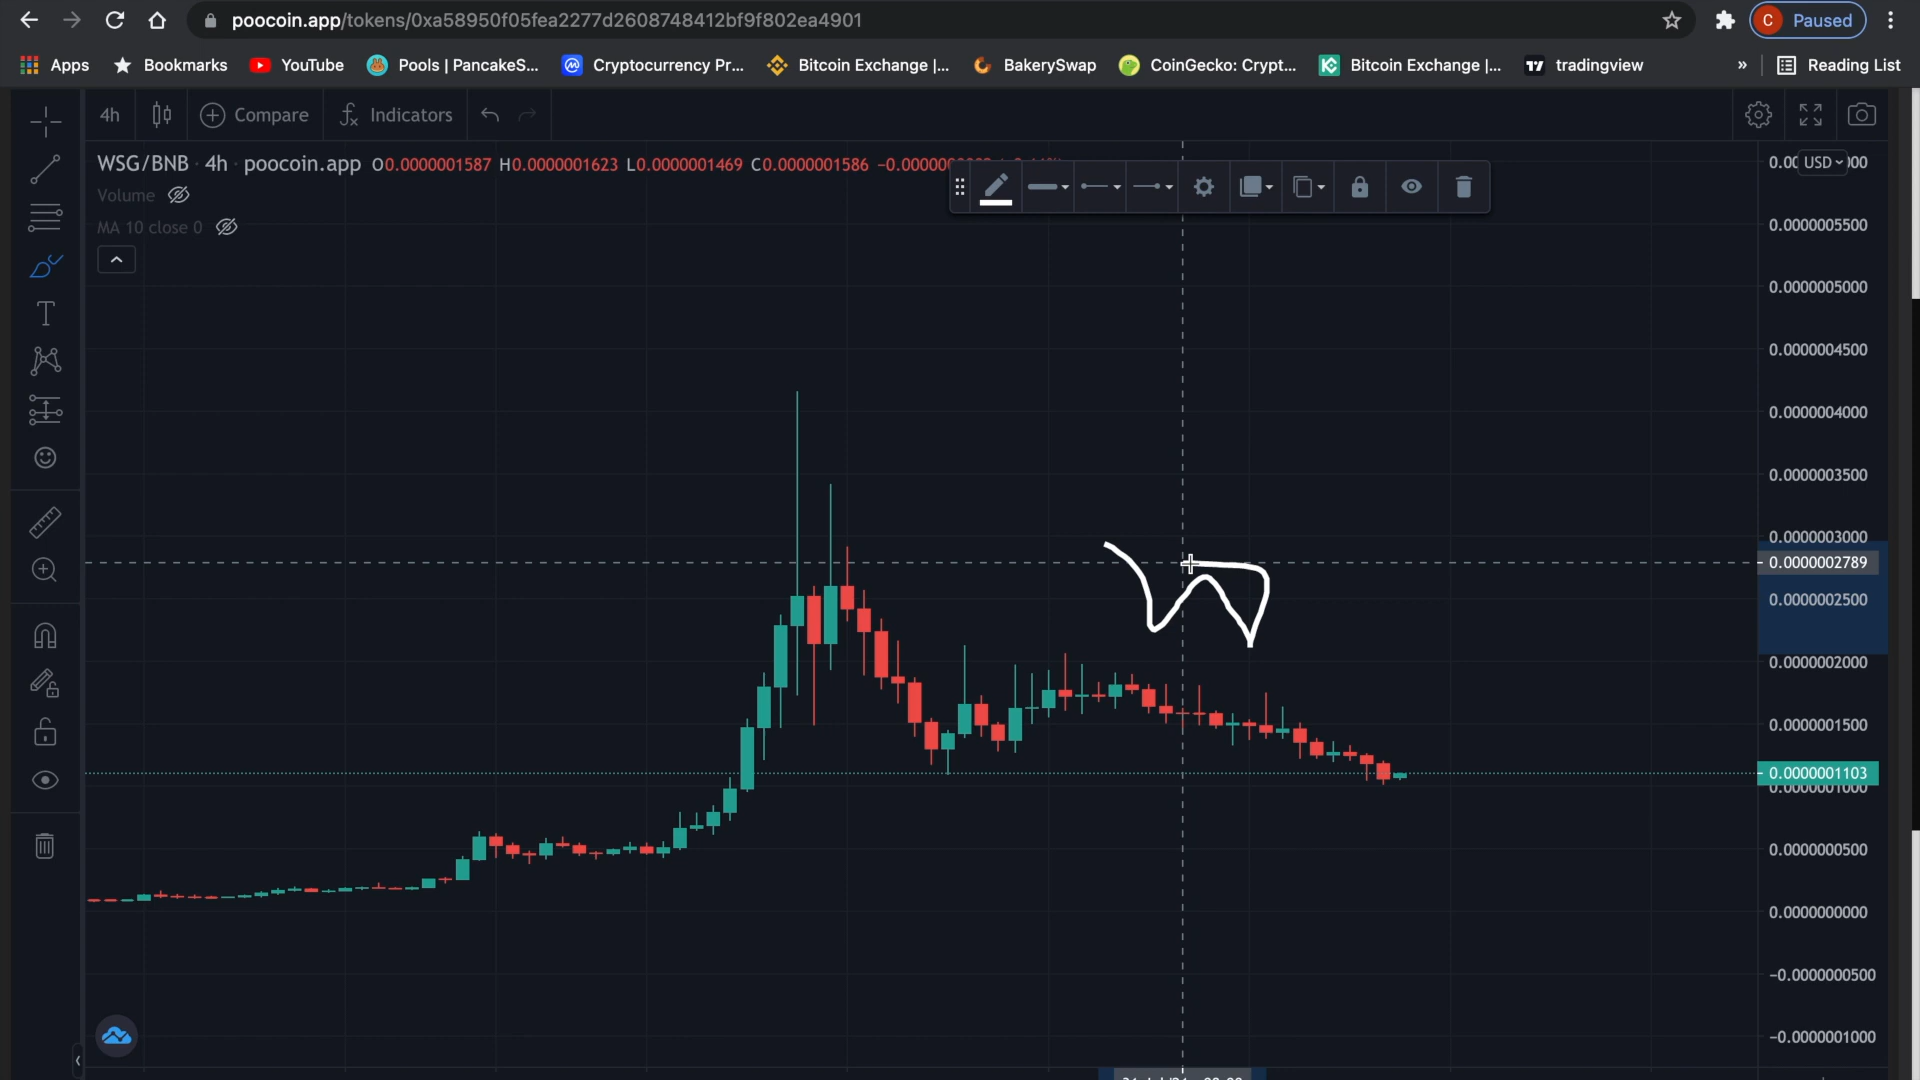 poocoin.app/tokens/0xa58950f05fea2277d2608748412bf9f802ea4901
C Paused
Apps Bookmarks YouTube Pools | PancakeS... Cryptocurrency Pr... Bitcoin Exchange |... BakerySwap CoinGecko: Crypt... Bitcoin Exchange |... tradingview » Reading List
4h Compare Indicators
WSG/BNB · 4h · poocoin.app O0.0000001587 H0.0000001623 L0.0000001469 C0.0000001586
Volume
MA 10 close 0
USD
0.0000005500
0.0000005000
0.0000004500
0.0000004000
0.0000003500
0.0000003000
0.0000002789
0.0000002500
0.0000002000
0.0000001500
0.0000001103
0.0000001000
0.0000000500
0.0000000000
−0.0000000500
−0.0000001000